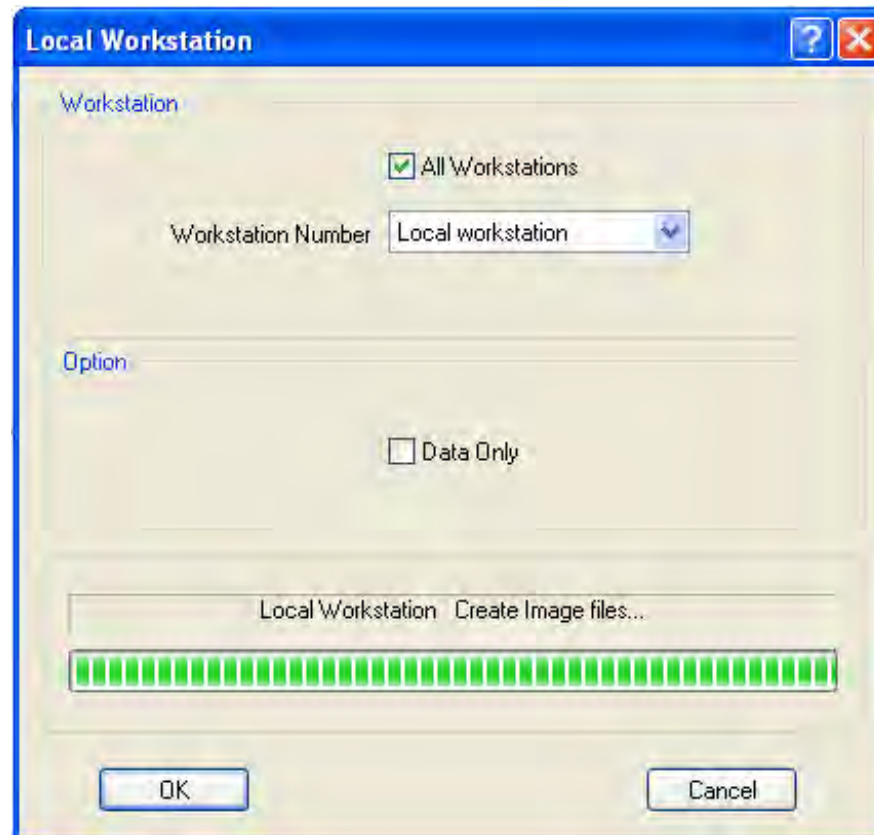 Local Workstation
Workstation
All Workstations
Workstation Number Local workstation
Option
Data Only
Local Workstation Create Image files...
OK Cancel